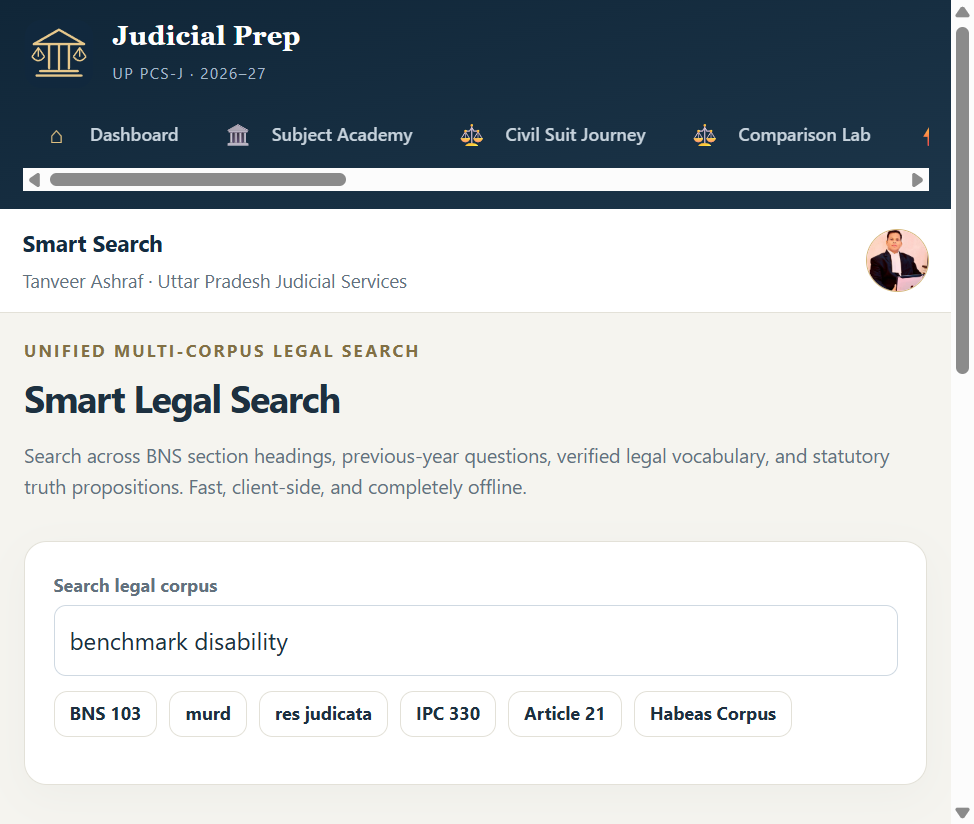 Judicial Prep
UP PCS-J · 2026–27
Dashboard Subject Academy Civil Suit Journey Comparison Lab
Smart Search
Tanveer Ashraf · Uttar Pradesh Judicial Services
UNIFIED MULTI-CORPUS LEGAL SEARCH
Smart Legal Search
Search across BNS section headings, previous-year questions, verified legal vocabulary, and statutory
truth propositions. Fast, client-side, and completely offline.
Search legal corpus
benchmark disability
BNS 103 murd res judicata IPC 330 Article 21 Habeas Corpus